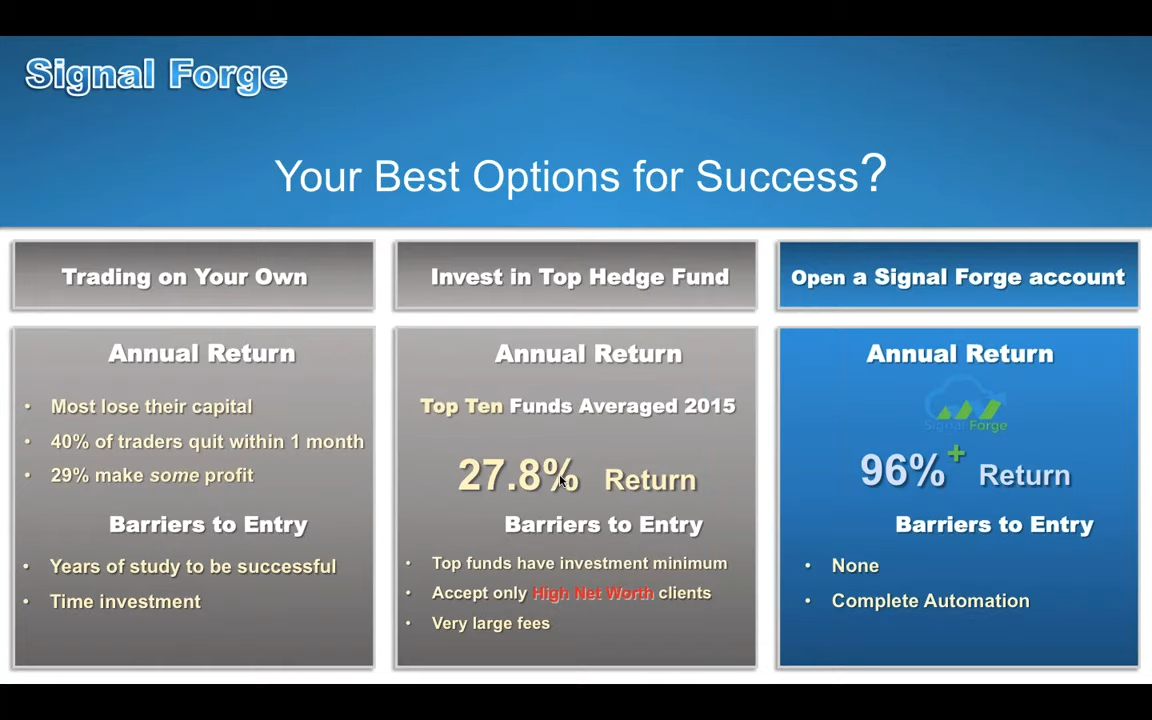 Signal Forge
Your Best Options for Success?
Trading on Your Own
Annual Return
• Most lose their capital
• 40% of traders quit within 1 month
• 29% make some profit
Barriers to Entry
• Years of study to be successful
• Time investment
Invest in Top Hedge Fund
Annual Return
Top Ten Funds Averaged 2015
27.8% Return
Barriers to Entry
• Top funds have investment minimum
• Accept only High Net Worth clients
• Very large fees
Open a Signal Forge account
Annual Return
Signal Forge
96%+ Return
Barriers to Entry
• None
• Complete Automation